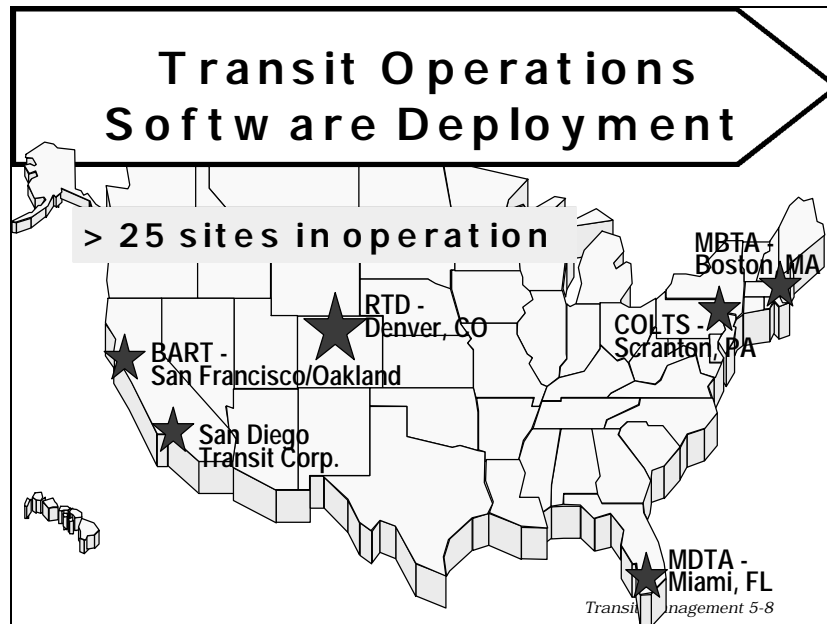 Transit Operations
Software Deployment
> 25 sites in operation
MBTA -
Boston, MA
RTD -
Denver, CO
COLTS -
Scranton, PA
BART -
San Francisco/Oakland
San Diego
Transit Corp.
MDTA -
Miami, FL
Transit nagement 5-8